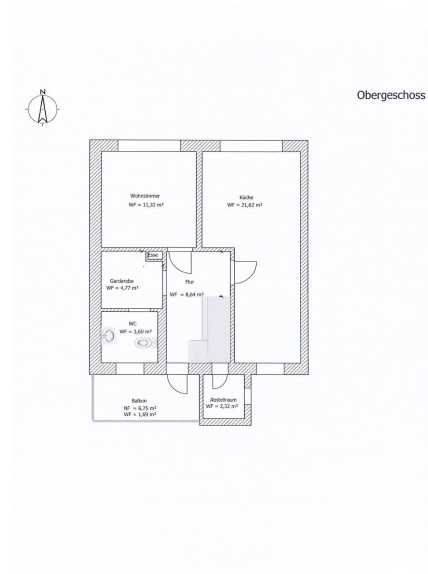 N
Obergeschoss
Wohnzimmer
WF = 11,32 m²
Küche
WF = 21,62 m²
Esse
Garderobe
WF = 4,77 m²
Flur
WF = 8,64 m²
WC
WF = 3,60 m²
Balkon
NF = 6,75 m²
WF = 1,69 m²
Abstellraum
WF = 2,32 m²